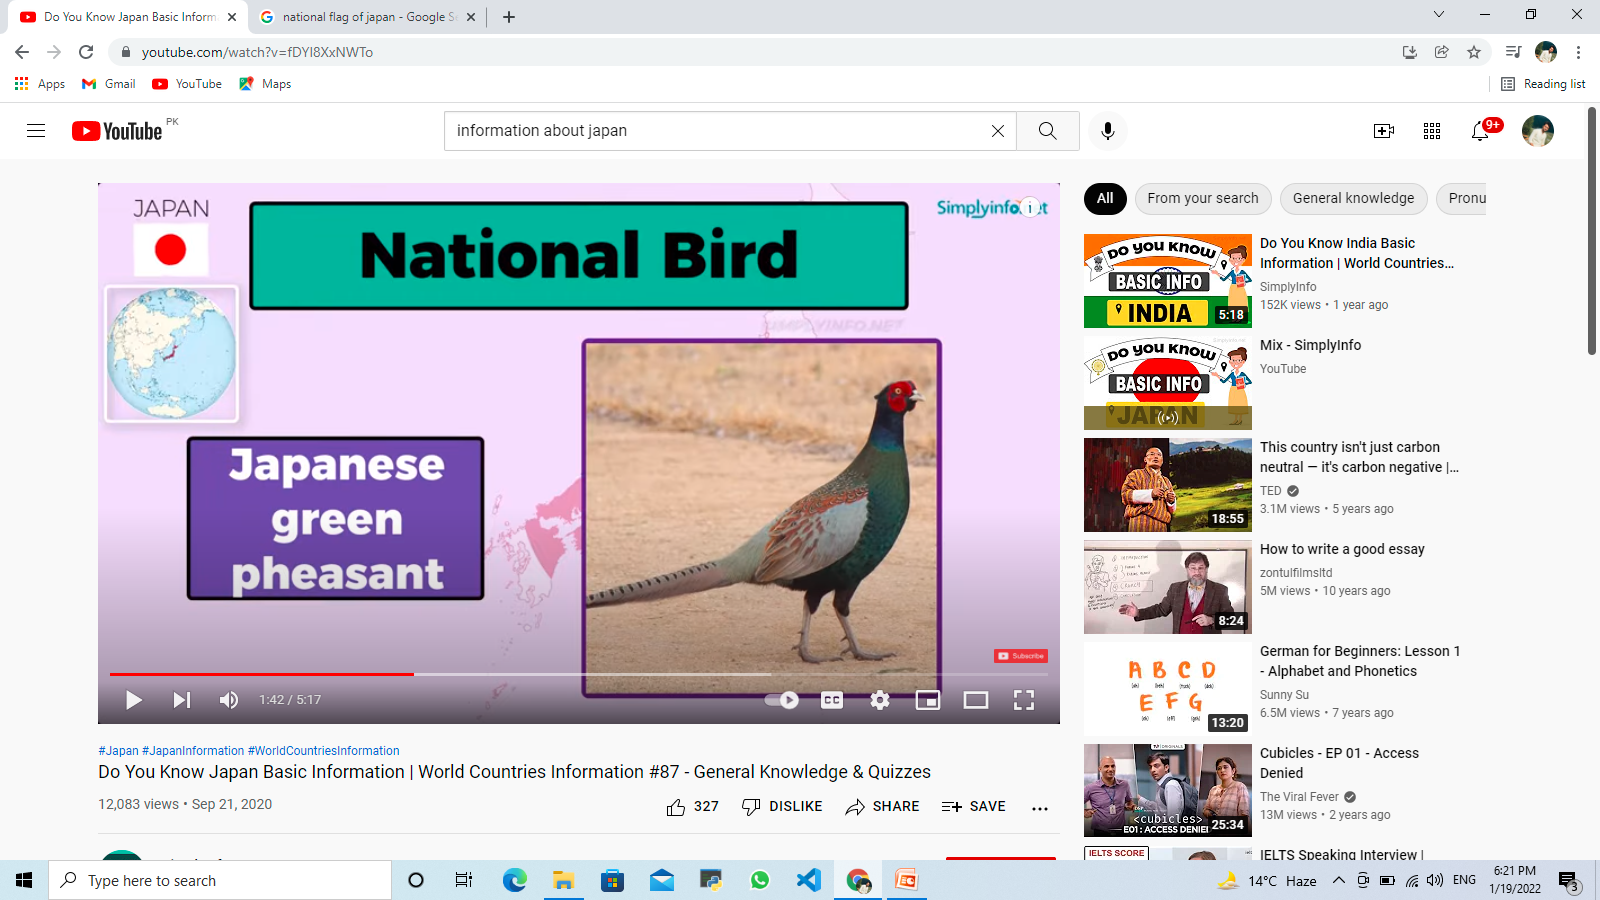 Do You Know Japan Basic Inform
national flag of japan - Google Se
youtube.com/watch?v=fDYI8XxNWTo
Apps
Gmail
YouTube
Maps
Reading list
YouTube PK
information about japan
9+
JAPAN
National Bird
Simplyinfo.net
i
SIMPLYINFO.NET
Japanese
green
pheasant
Subscribe
1:42 / 5:17
CC
#Japan #JapanInformation #WorldCountriesInformation
Do You Know Japan Basic Information | World Countries Information #87 - General Knowledge & Quizzes
12,083 views • Sep 21, 2020
327
DISLIKE
SHARE
SAVE
All
From your search
General knowledge
Pronu
DO YOU KNOW
BASIC INFO
INDIA
5:18
Do You Know India Basic
Information | World Countries...
SimplyInfo
152K views • 1 year ago
DO YOU KNOW
BASIC INFO
JAPAN
Mix - SimplyInfo
YouTube
18:55
This country isn't just carbon
neutral — it's carbon negative |...
TED
3.1M views • 5 years ago
8:24
How to write a good essay
zontulfilmsltd
5M views • 10 years ago
A B C D
E F G
13:20
German for Beginners: Lesson 1
- Alphabet and Phonetics
Sunny Su
6.5M views • 7 years ago
ORIGINALS
<cubicles>
E01: ACCESS DENIE
25:34
Cubicles - EP 01 - Access
Denied
The Viral Fever
13M views • 2 years ago
IELTS SCORE
IELTS Speaking Interview |
Type here to search
14°C Haze
ENG
6:21 PM
1/19/2022
3